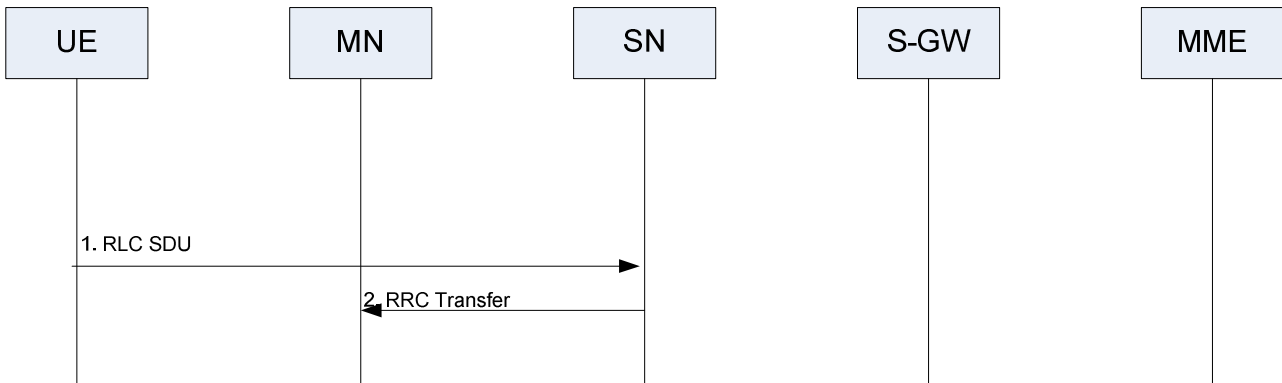 UE
MN
SN
S-GW
MME
1. RLC SDU
2. RRC Transfer